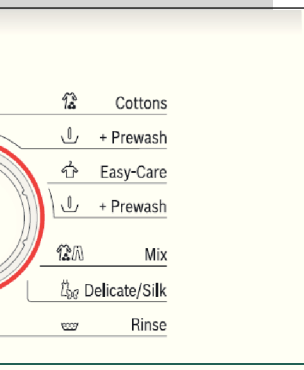 Cottons
+ Prewash
Easy-Care
+ Prewash
Mix
Delicate/Silk
Rinse